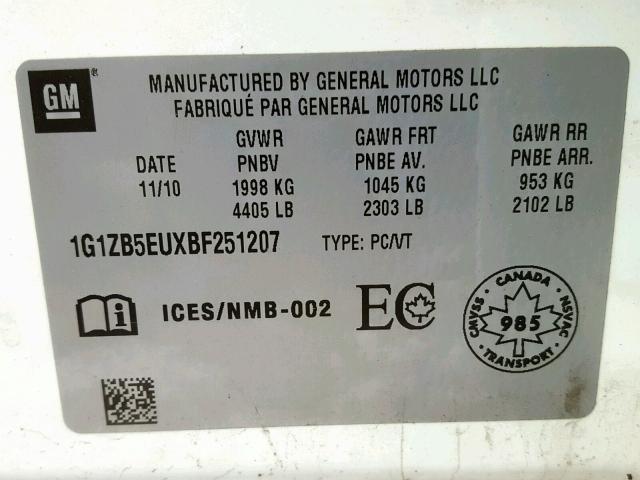 GM®
MANUFACTURED BY GENERAL MOTORS LLC
FABRIQUÉ PAR GENERAL MOTORS LLC
GVWR GAWR FRT GAWR RR
DATE PNBV PNBE AV. PNBE ARR.
11/10 1998 KG 1045 KG 953 KG
4405 LB 2303 LB 2102 LB
1G1ZB5EUXBF251207 TYPE: PC/VT
i ICES/NMB-002 EC
CANADA
CMVSS 985 NSVAC
TRANSPORT